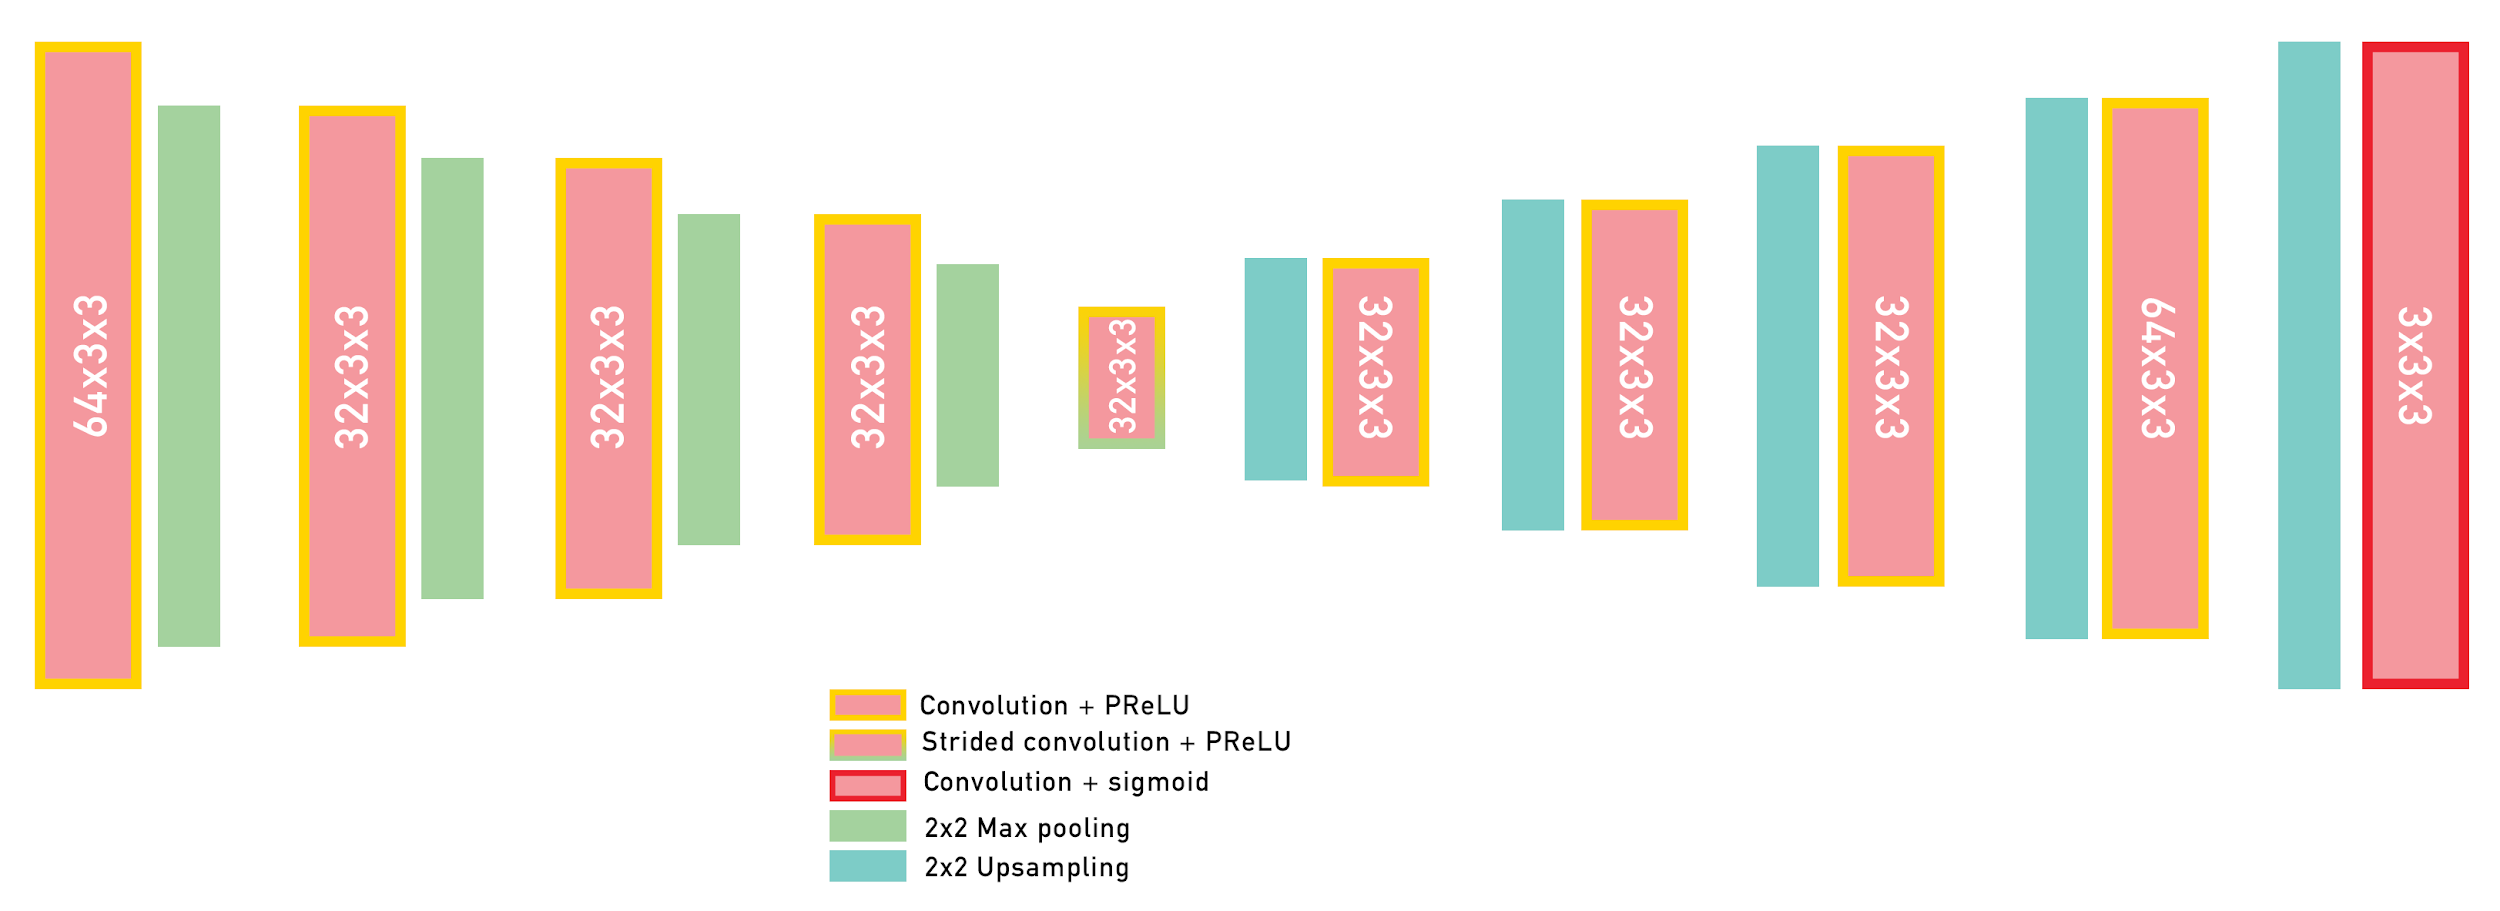 64x3x3
32x3x3
32x3x3
32x3x3
32x3x3
32x3x3
32x3x3
32x3x3
64x3x3
3x3x3
Convolution + PReLU
Strided convolution + PReLU
Convolution + sigmoid
2x2 Max pooling
2x2 Upsampling